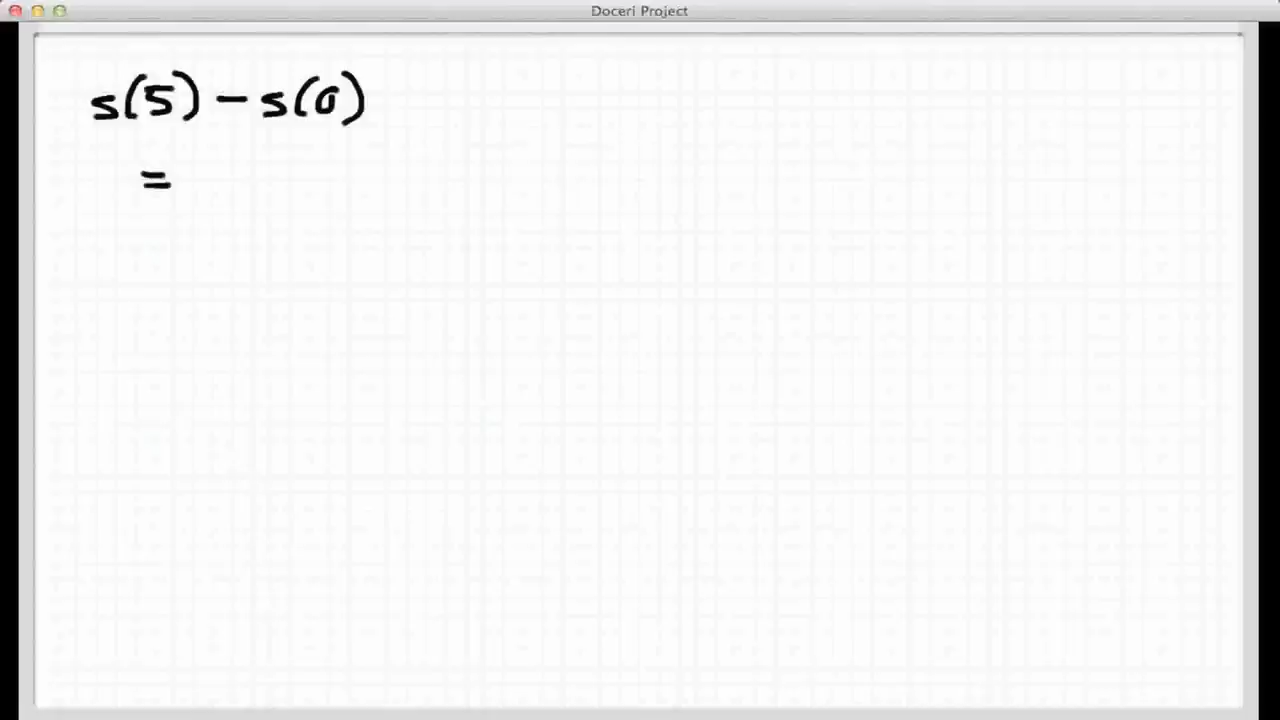 Doceri Project
s(5) - s(0)
=